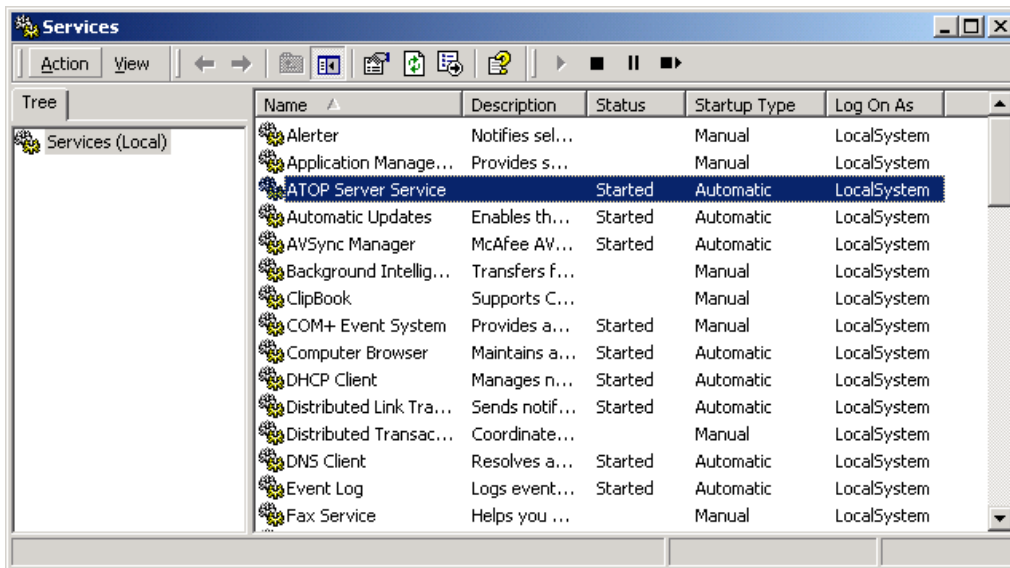 Services
Action View
Tree
Services (Local)
Name Description Status Startup Type Log On As
Alerter Notifies sel... Manual LocalSystem
Application Manage... Provides s... Manual LocalSystem
ATOP Server Service Started Automatic LocalSystem
Automatic Updates Enables th... Started Automatic LocalSystem
AVSync Manager McAfee AV... Started Automatic LocalSystem
Background Intellig... Transfers f... Manual LocalSystem
ClipBook Supports C... Manual LocalSystem
COM+ Event System Provides a... Started Manual LocalSystem
Computer Browser Maintains a... Started Automatic LocalSystem
DHCP Client Manages n... Started Automatic LocalSystem
Distributed Link Tra... Sends notif... Started Automatic LocalSystem
Distributed Transac... Coordinate... Manual LocalSystem
DNS Client Resolves a... Started Automatic LocalSystem
Event Log Logs event... Started Automatic LocalSystem
Fax Service Helps you ... Manual LocalSystem